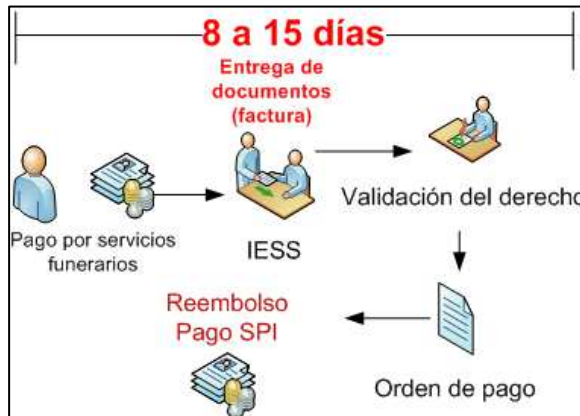 8 a 15 días
Entrega de
documentos
(factura)
Pago por servicios
funerarios
IESS
Validación del derecho
Reembolso
Pago SPI
Orden de pago